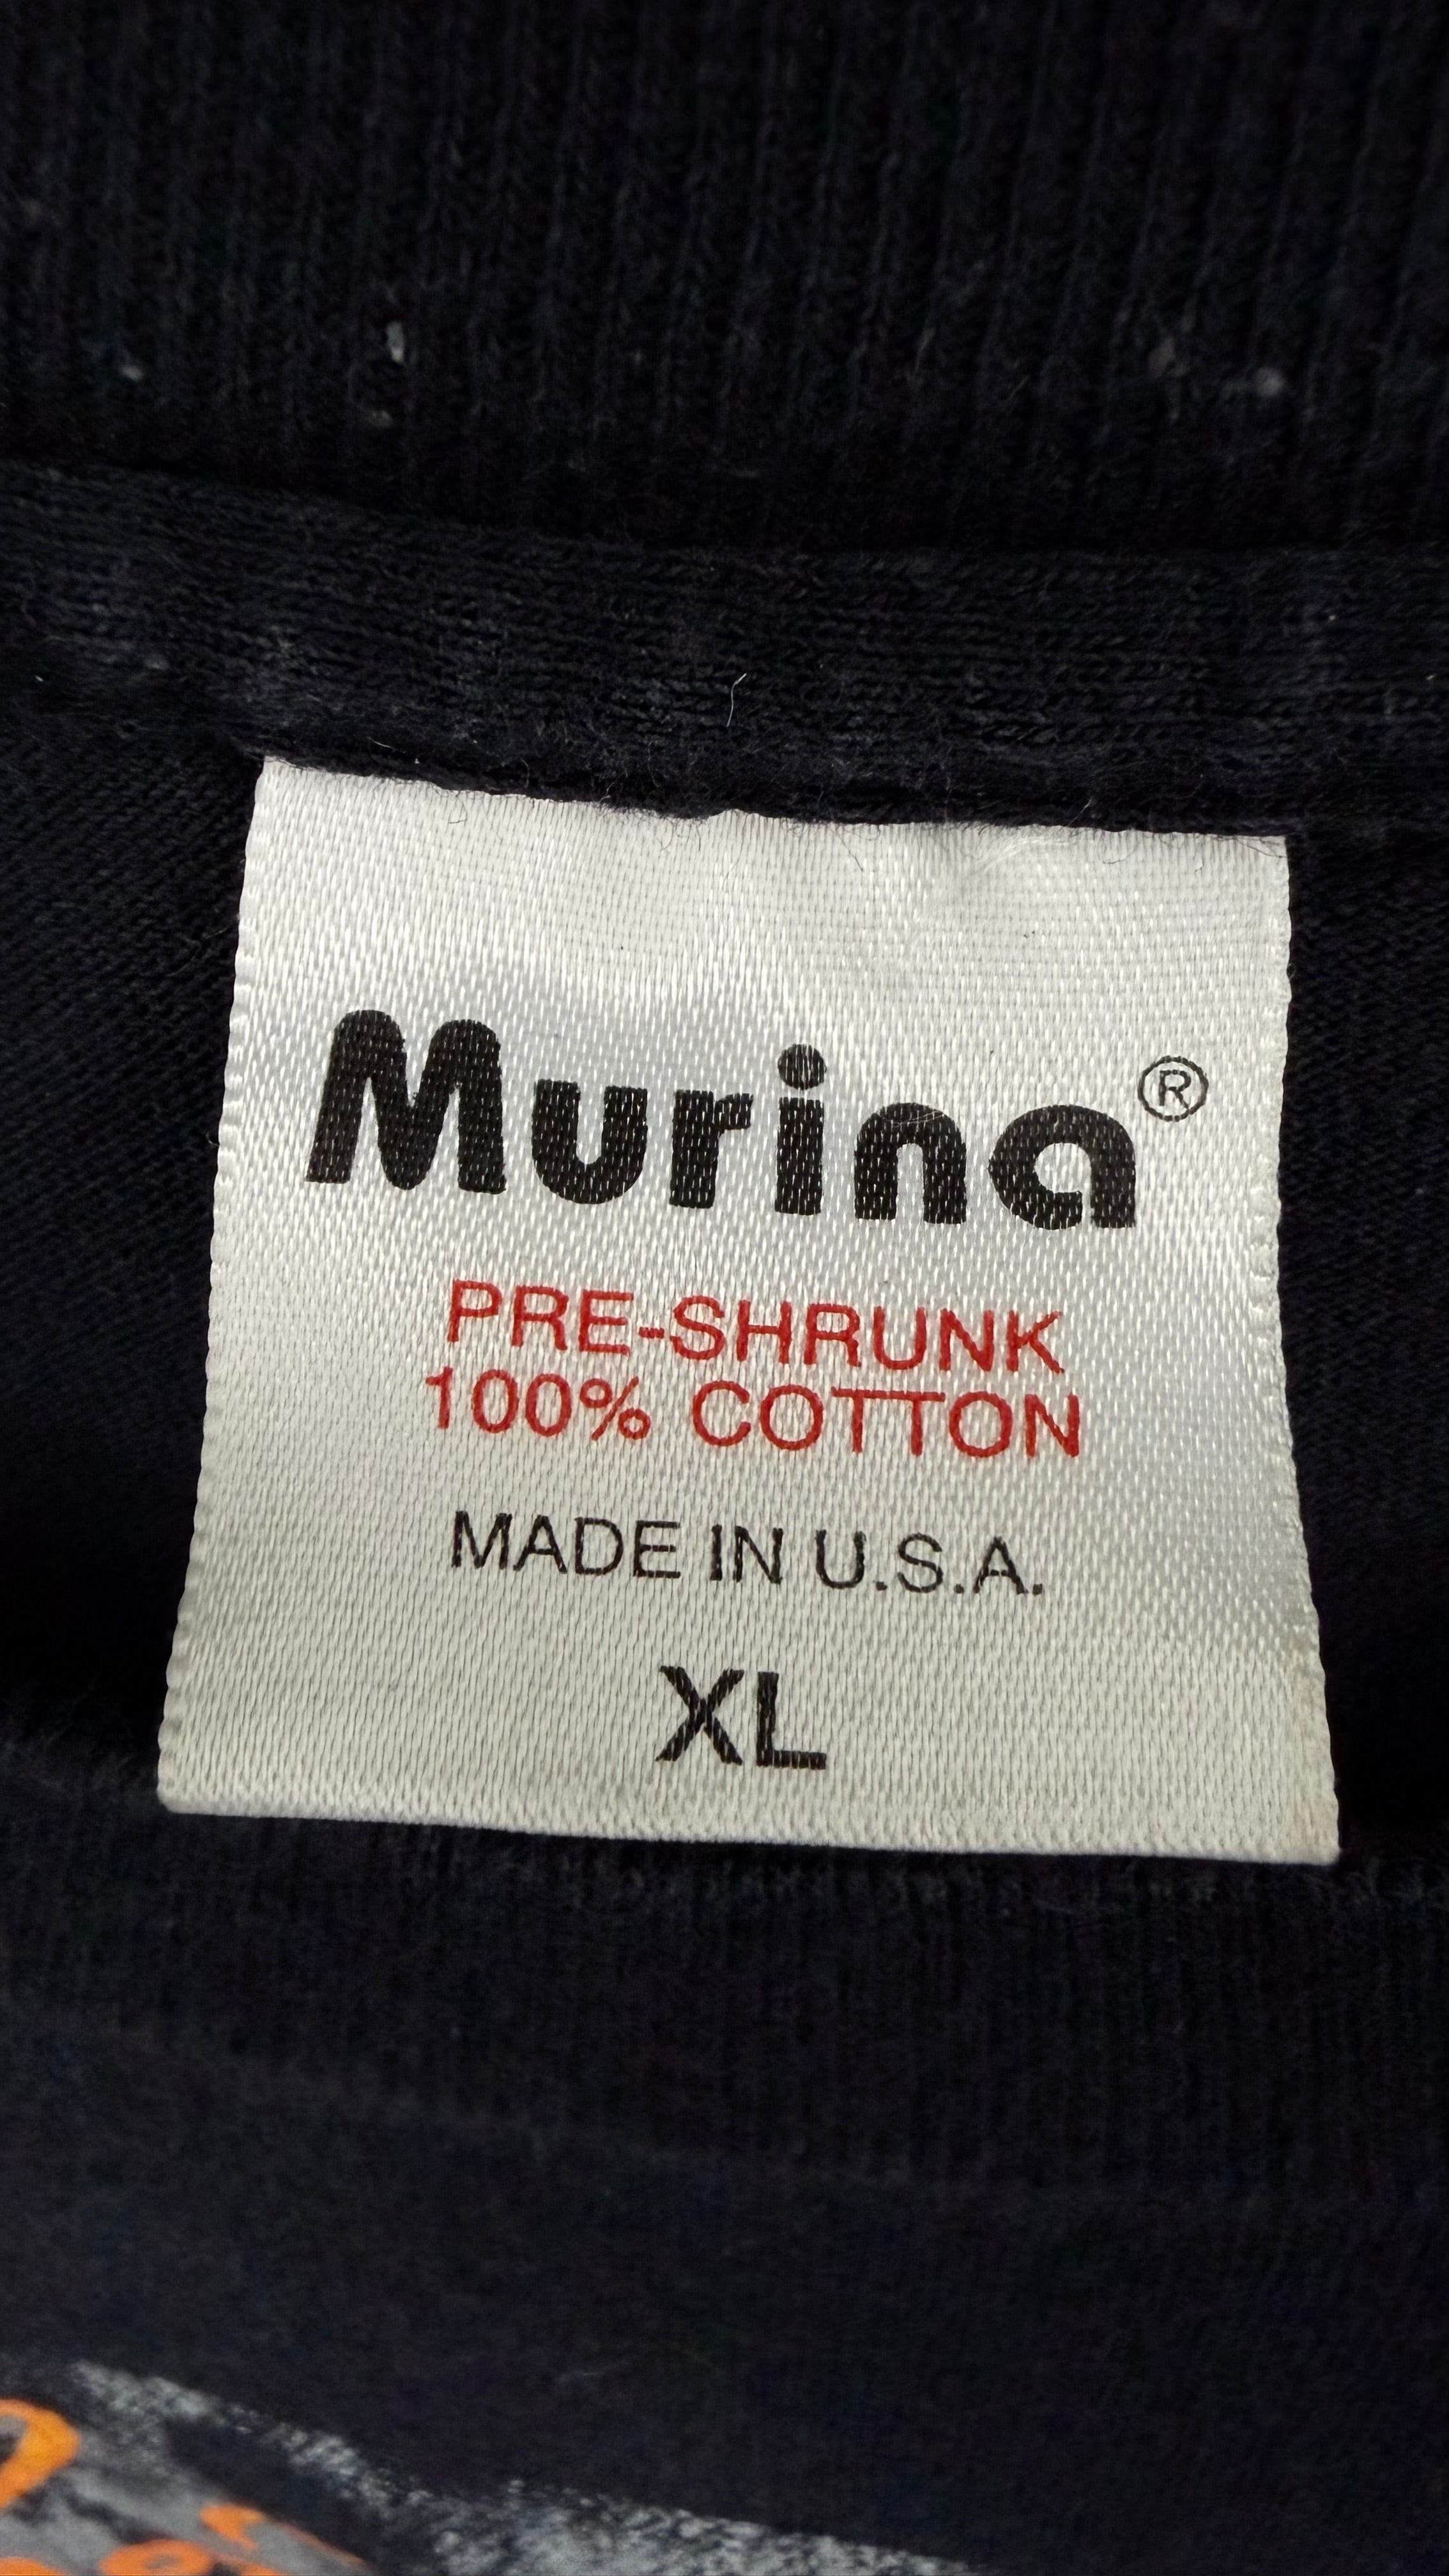 Murina®
PRE-SHRUNK
100% COTTON
MADE IN U.S.A.
XL